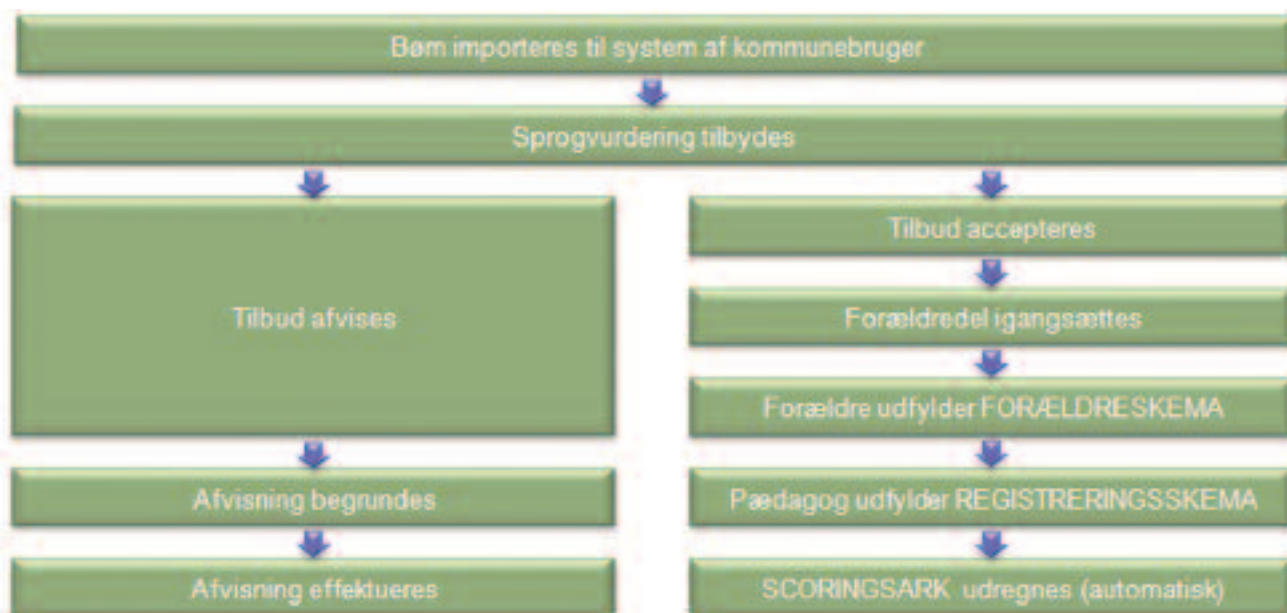 Børn importeres til system af kommunebruger
Sprogvurdering tilbydes
Tilbud afvises
Afvisning begrundes
Afvisning effektueres
Tilbud accepteres
Forældredel igangsættes
Forældre udfylder FORÆLDRESKEMA
Pædagog udfylder REGISTRERINGSSKEMA
SCORINGSARK udregnes (automatisk)